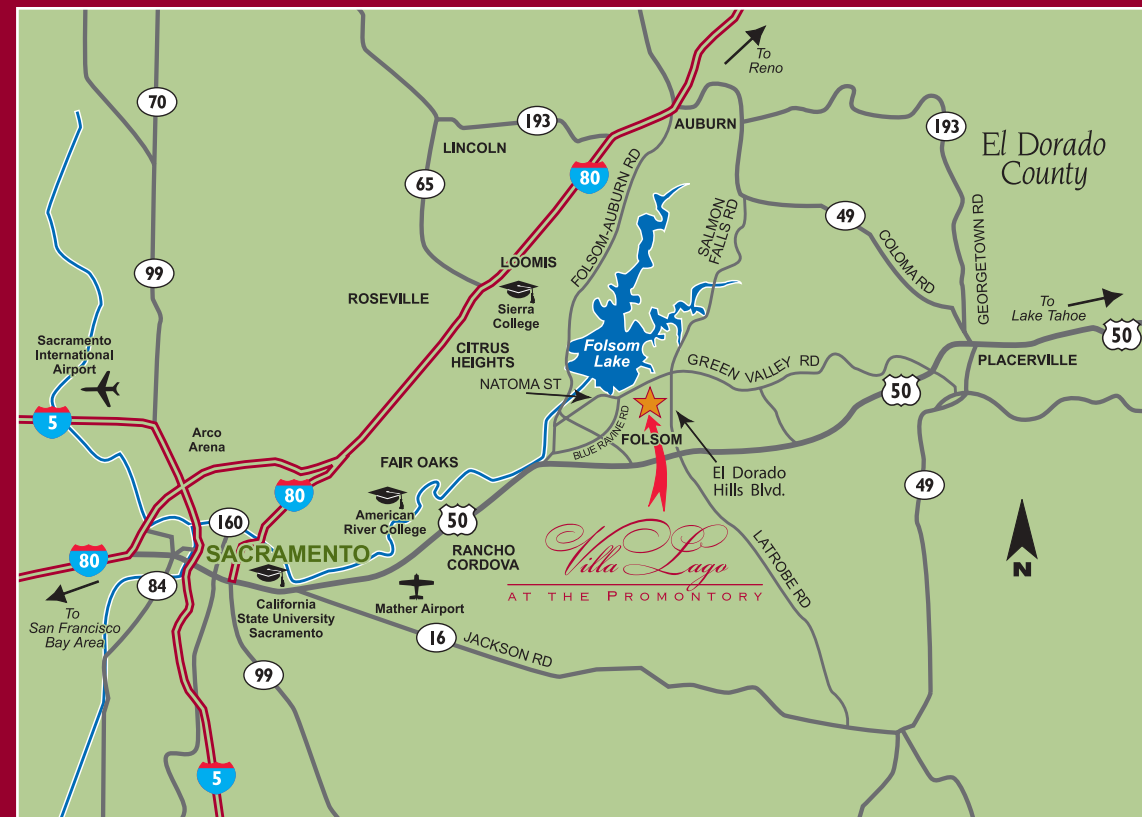 To
Reno
70
193
AUBURN
193
LINCOLN
El Dorado
County
65
80
FOLSOM-AUBURN RD
SALMON
FALLS RD
49
COLOMA RD
GEORGETOWN RD
99
LOOMIS
ROSEVILLE
Sierra
College
To
Lake Tahoe
50
Sacramento
International
Airport
CITRUS
HEIGHTS
Folsom
Lake
GREEN VALLEY RD
PLACERVILLE
NATOMA ST
50
5
BLUE RAVINE RD
FOLSOM
Arco
Arena
FAIR OAKS
El Dorado
Hills Blvd.
49
80
American
River College
50
160
SACRAMENTO
RANCHO
CORDOVA
Villa Lago
AT THE PROMONTORY
LATROBE RD
N
80
84
California
State University
Sacramento
Mather Airport
To
San Francisco
Bay Area
16
JACKSON RD
99
5